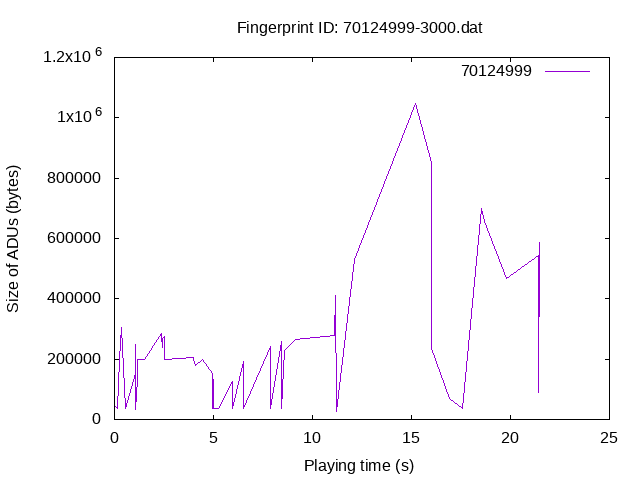 Fingerprint ID: 70124999-3000.dat
1.2x10^6
1x10^6
800000
600000
400000
200000
0
0 5 10 15 20 25
70124999
Size of ADUs (bytes)
Playing time (s)